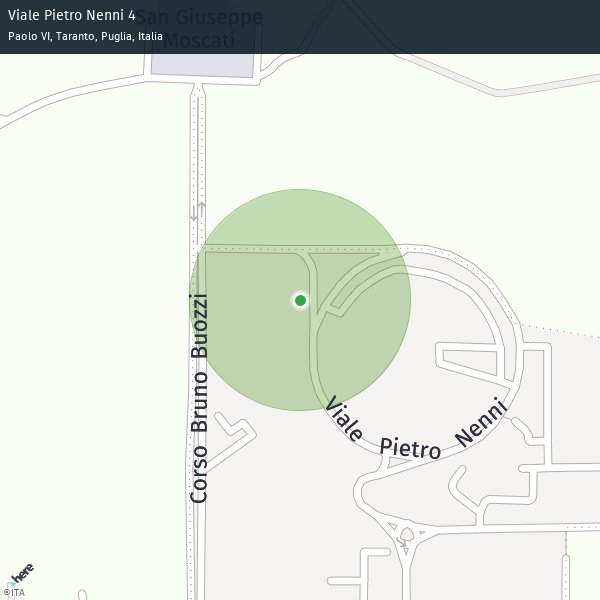 Viale Pietro Nenni 4
Paolo VI, Taranto, Puglia, Italia
San Giuseppe
Moscati
Corso Bruno Buozzi
Viale Pietro Nenni
here
©ITA